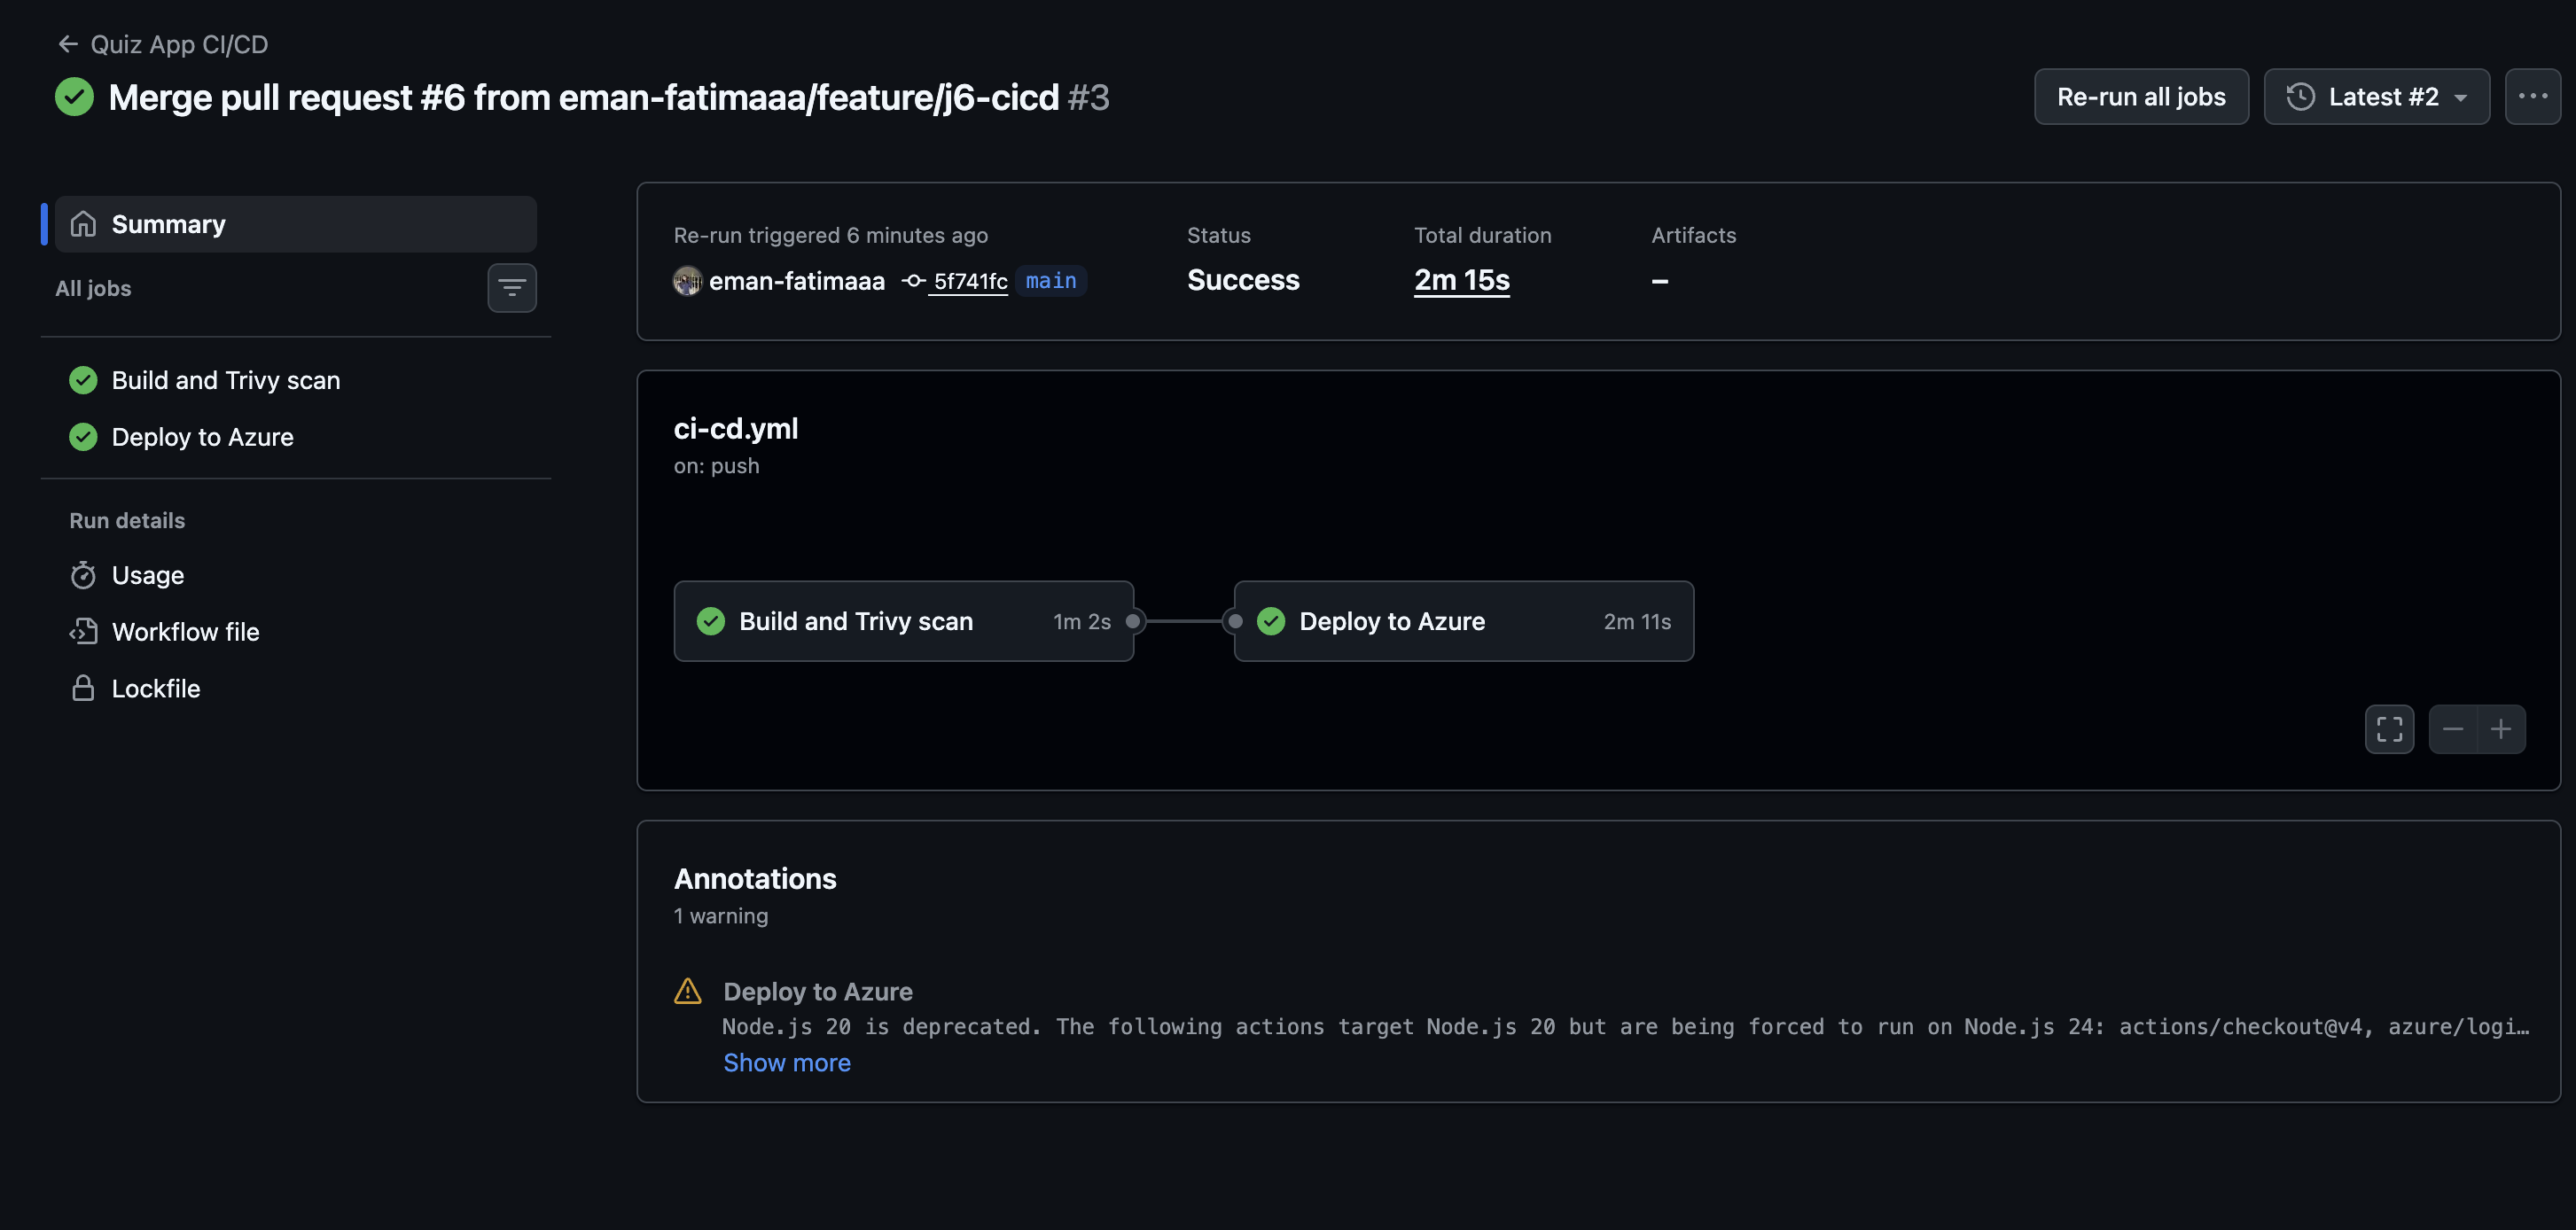 Quiz App CI/CD
Merge pull request #6 from eman-fatimaaa/feature/j6-cicd #3
Re-run all jobs
Latest #2
Summary
All jobs
Build and Trivy scan
Deploy to Azure
Run details
Usage
Workflow file
Lockfile
Re-run triggered 6 minutes ago
eman-fatimaaa 5f741fc main
Status
Success
Total duration
2m 15s
Artifacts
–
ci-cd.yml
on: push
Build and Trivy scan 1m 2s
Deploy to Azure 2m 11s
Annotations
1 warning
Deploy to Azure
Node.js 20 is deprecated. The following actions target Node.js 20 but are being forced to run on Node.js 24: actions/checkout@v4, azure/logi…
Show more